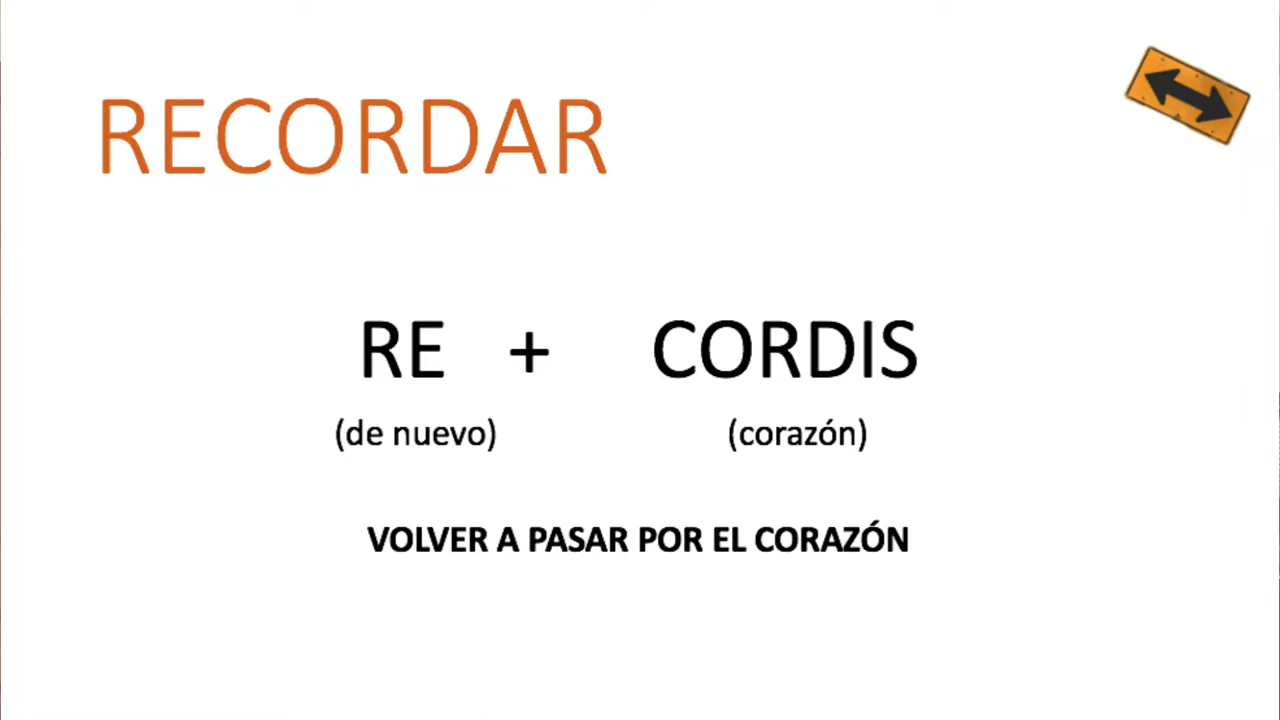 RECORDAR
RE + CORDIS
(de nuevo) (corazón)
VOLVER A PASAR POR EL CORAZÓN